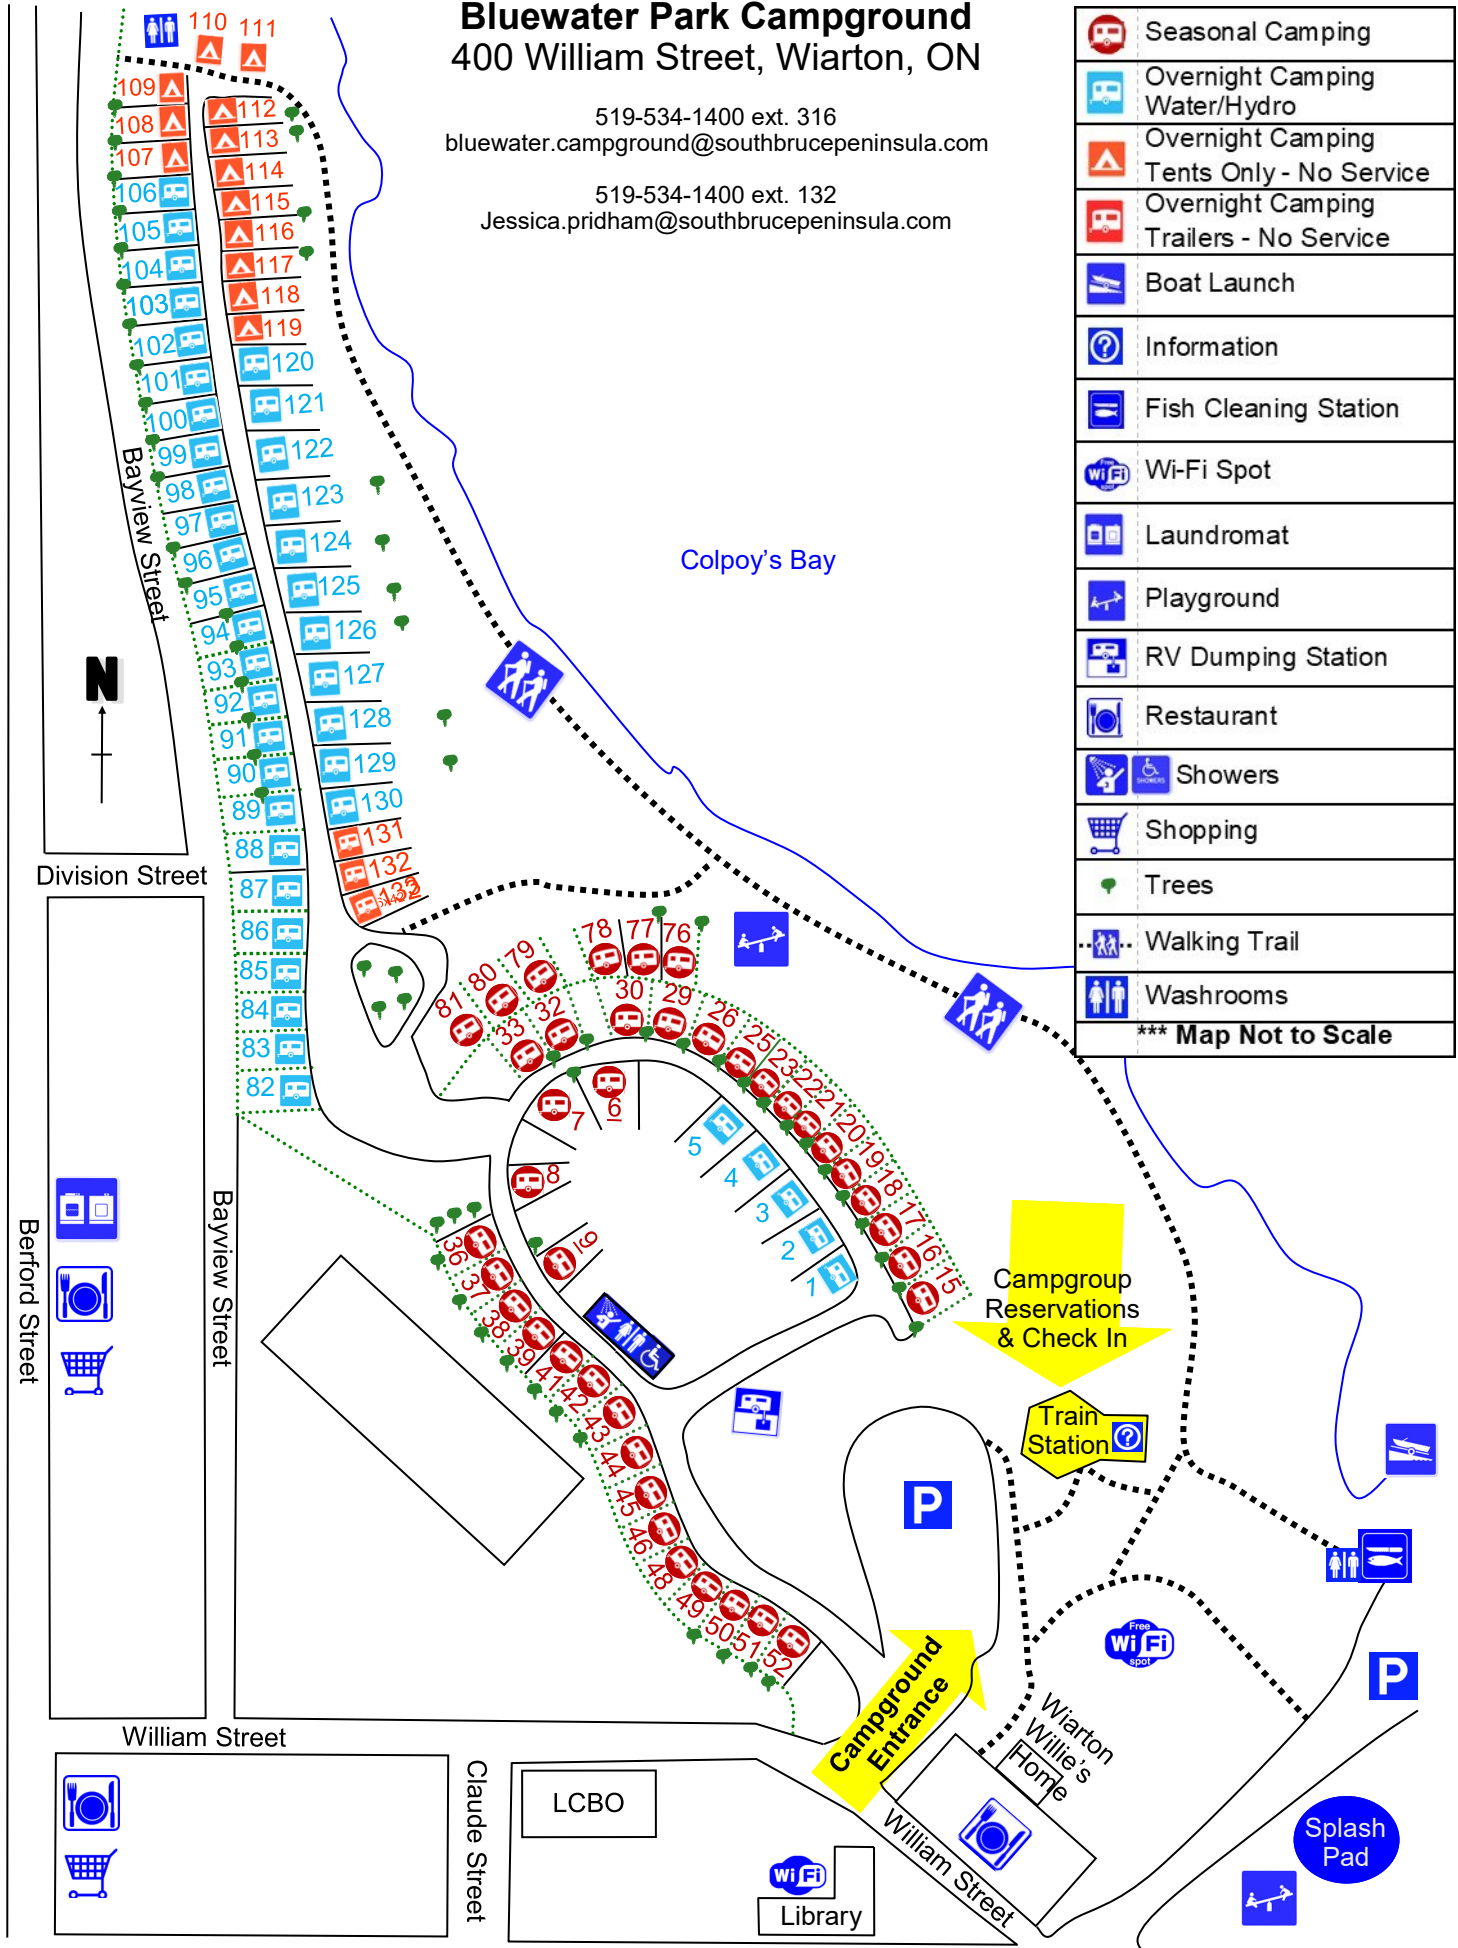 Bluewater Park Campground
400 William Street, Wiarton, ON
519-534-1400 ext. 316
bluewater.campground@southbrucepeninsula.com
519-534-1400 ext. 132
Jessica.pridham@southbrucepeninsula.com
Seasonal Camping
Overnight Camping
Water/Hydro
Overnight Camping
Tents Only - No Service
Overnight Camping
Trailers - No Service
Boat Launch
Information
Fish Cleaning Station
Free
WiFi
spot
Wi-Fi Spot
Laundromat
Playground
RV Dumping Station
Restaurant
SHOWERS
Showers
Shopping
Trees
Walking Trail
Washrooms
*** Map Not to Scale
110
111
109
108
107
106
105
104
103
102
101
100
99
98
97
96
95
94
93
92
91
90
89
88
87
86
85
84
83
82
112
113
114
115
116
117
118
119
120
121
122
123
124
125
126
127
128
129
130
131
132
Bayview Street
N
Colpoy's Bay
Division Street
81
80
79
78
77
76
33
32
30
29
26
25
23
22
21
20
19
18
17
16
15
7
6
8
9
5
4
3
2
1
36
37
38
39
41
42
43
44
45
46
48
49
50
51
52
Berford Street
Bayview Street
Campgroup
Reservations
& Check In
Train
Station
P
Free
WiFi
spot
P
Campground
Entrance
Wiarton
Willie's
Home
William Street
Claude Street
LCBO
WiFi
Library
William Street
Splash
Pad